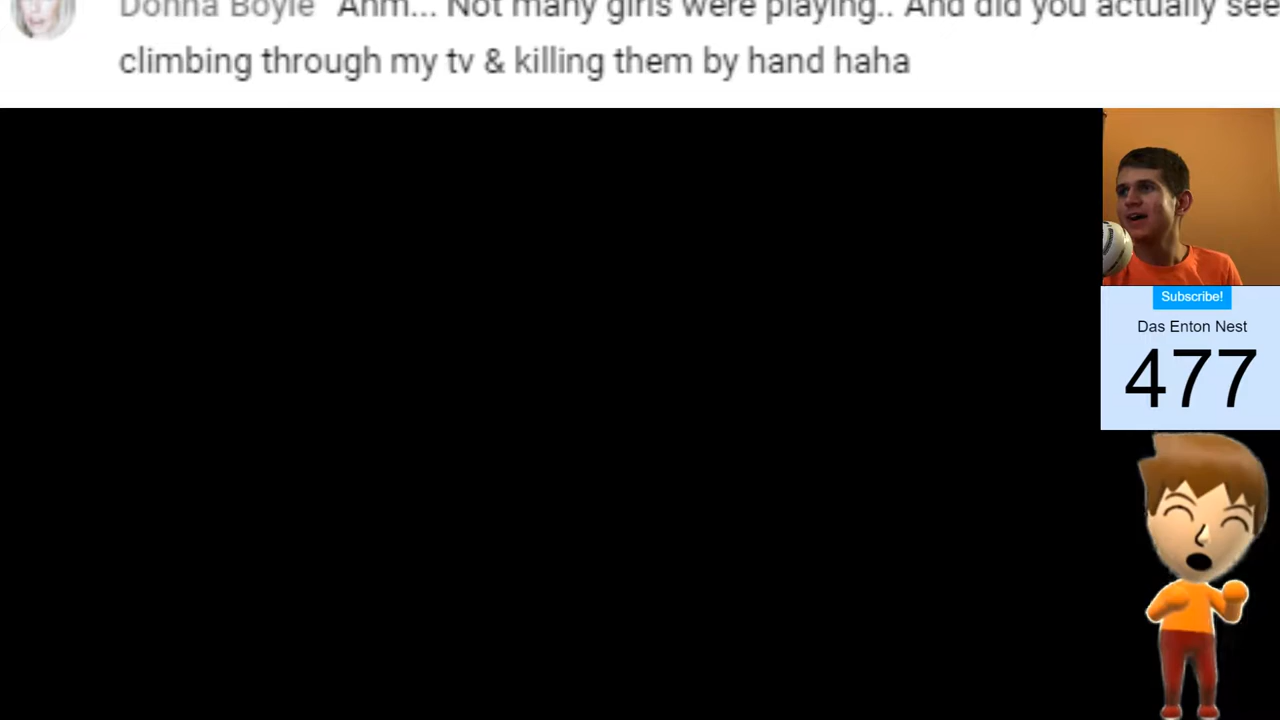 Donna Boyle Ahm... Not many girls were playing.. And did you actually see
climbing through my tv & killing them by hand haha
Subscribe!
Das Enton Nest
477